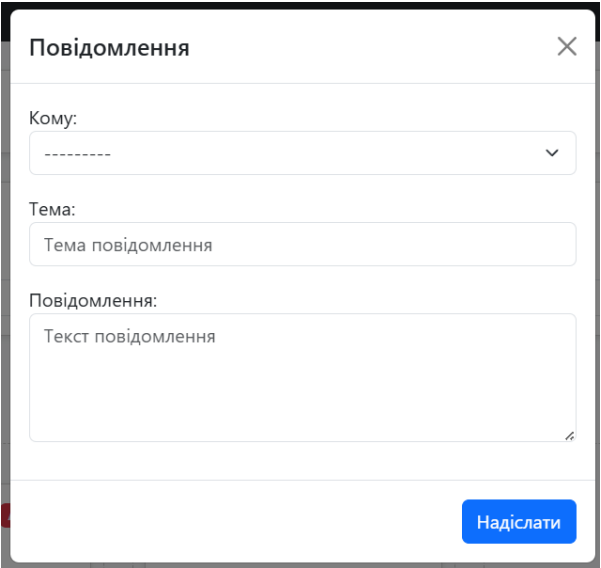 Повідомлення
Кому:
---------
Тема:
Тема повідомлення
Повідомлення:
Текст повідомлення
Надіслати